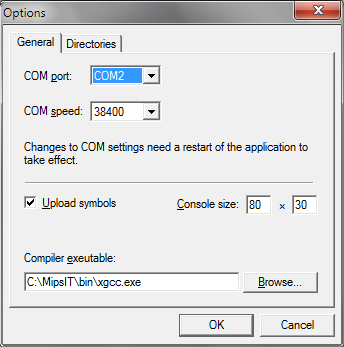 Options
General Directories
COM port: COM2
COM speed: 38400
Changes to COM settings need a restart of the application to
take effect.
Upload symbols Console size: 80 × 30
Compiler exeutable:
C:\MipsIT\bin\xgcc.exe Browse...
OK Cancel